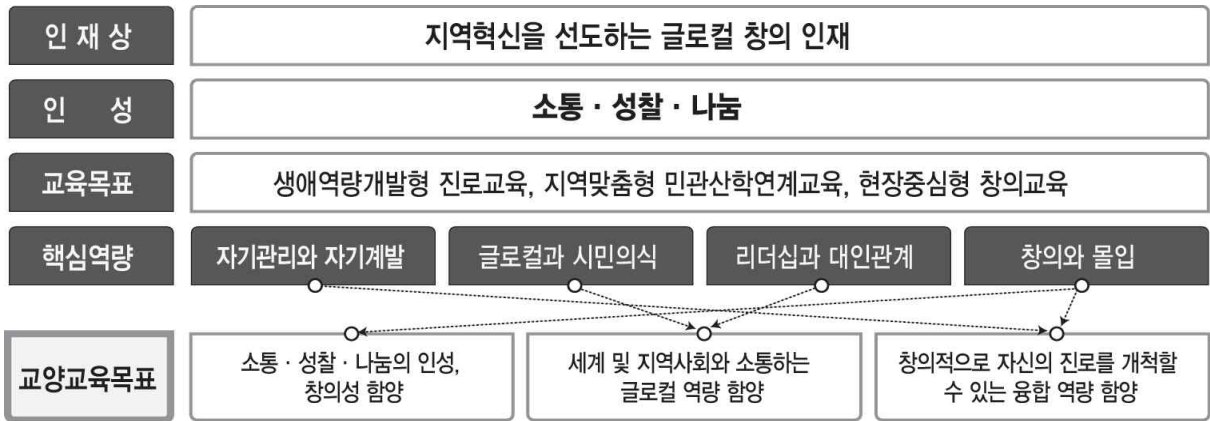 인 재 상
지역혁신을 선도하는 글로컬 창의 인재
인 성
소통 · 성찰 · 나눔
교육목표
생애역량개발형 진로교육, 지역맞춤형 민관산학연계교육, 현장중심형 창의교육
핵심역량
자기관리와 자기계발
글로컬과 시민의식
리더십과 대인관계
창의와 몰입
교양교육목표
소통 · 성찰 · 나눔의 인성,
창의성 함양
세계 및 지역사회와 소통하는
글로컬 역량 함양
창의적으로 자신의 진로를 개척할
수 있는 융합 역량 함양